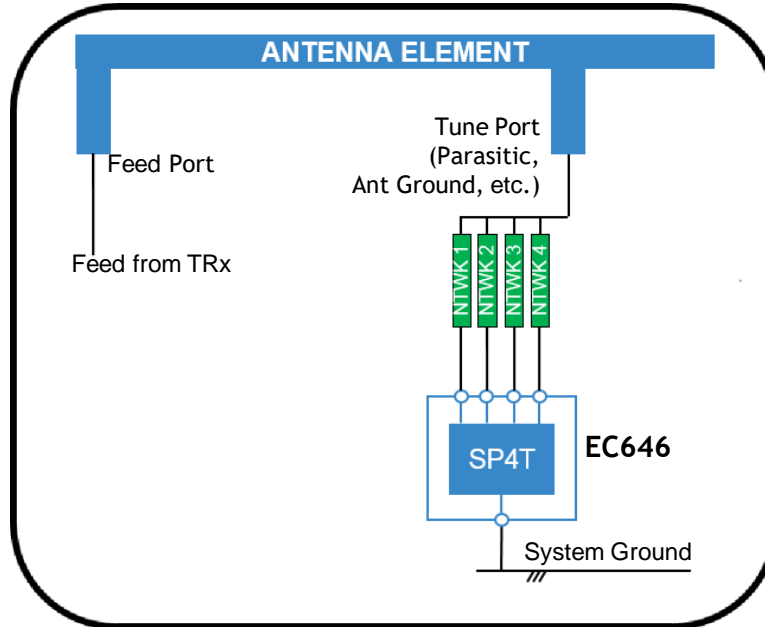 ANTENNA ELEMENT
Feed Port
Tune Port
(Parasitic,
Ant Ground, etc.)
Feed from TRx
NTWK 1
NTWK 2
NTWK 3
NTWK 4
SP4T
EC646
System Ground